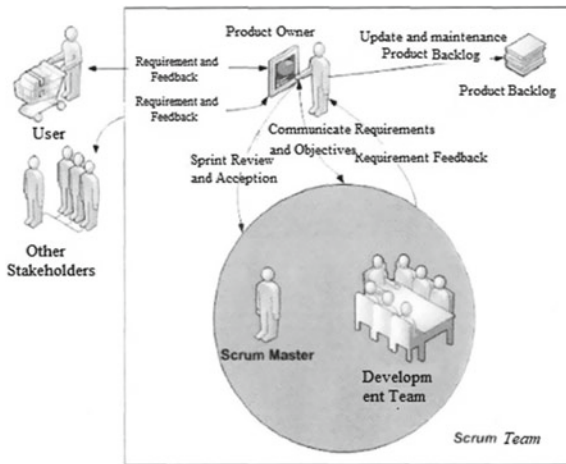 Product Owner
Update and maintenance
Product Backlog
Requirement and
Feedback
Product Backlog
Requirement and
Feedback
User
Communicate Requirements
and Objectives
Sprint Review
and Acception
Requirement Feedback
Other
Stakeholders
Scrum Master
Developm
ent Team
Scrum Team